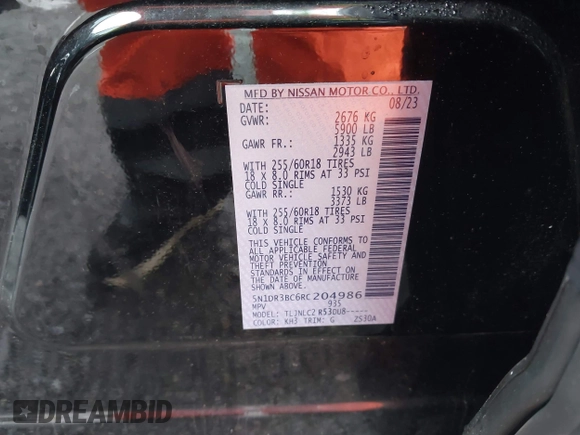 MFD BY NISSAN MOTOR CO., LTD.
DATE: 08/23
GVWR: 2676 KG
5900 LB
GAWR FR.: 1335 KG
2943 LB
WITH 255/60R18 TIRES
18 x 8.0 RIMS AT 33 PSI
COLD SINGLE
GAWR RR.: 1530 KG
3373 LB
WITH 255/60R18 TIRES
18 x 8.0 RIMS AT 33 PSI
COLD SINGLE
THIS VEHICLE CONFORMS TO
ALL APPLICABLE FEDERAL
MOTOR VEHICLE SAFETY AND
THEFT PREVENTION
STANDARDS IN EFFECT ON
THE DATE OF MANUFACTURE
SHOWN ABOVE.
5N1DR3BC6RC204986
MPV 935
MODEL: TLJNLCZ R530U8-----
COLOR: KH3 TRIM: G 2530A
DREAMBID